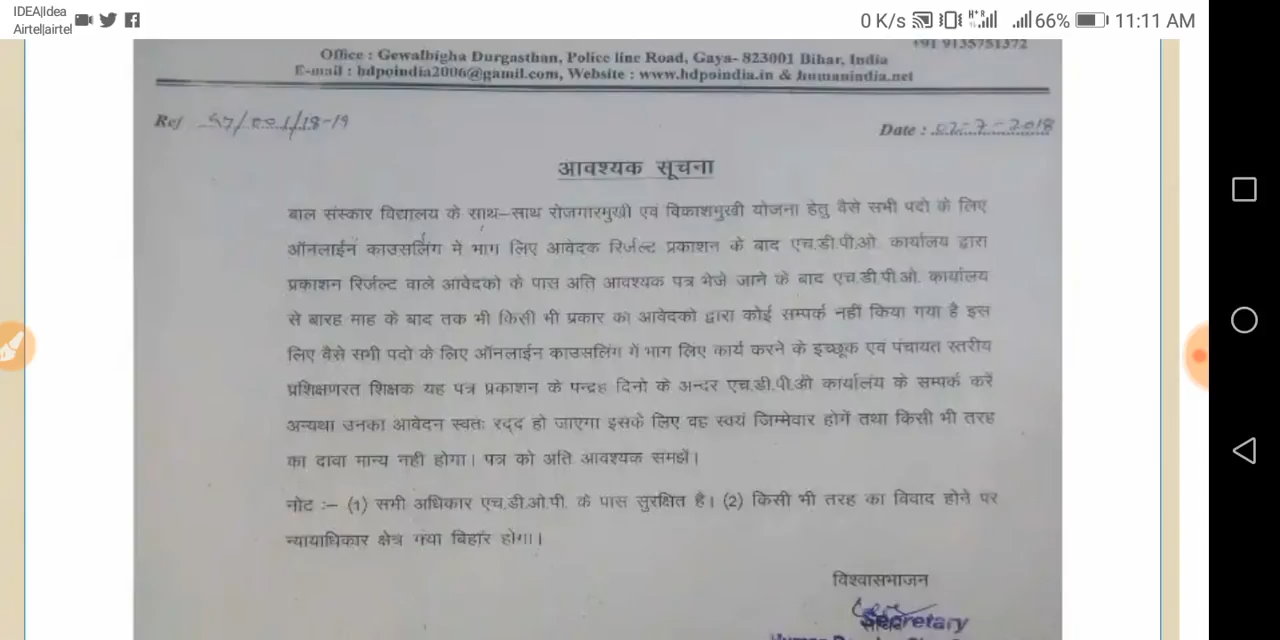 IDEA|Idea
Airtel|airtel
0 K/s 66% 11:11 AM
+91 9135751372
Office : Gewalbigha Durgasthan, Police line Road, Gaya- 823001 Bihar, India
E-mail : hdpoindia2006@gamil.com, Website : www.hdpoindia.in & humanindia.net
Ref
Date : 02-7-2018
आवश्यक सूचना
बाल संस्कार विद्यालय के साथ-साथ रोजगारमुखी एवं विकाशमुखी योजना हेतु वैसे सभी पदो के लिए
ऑनलाईन काउसलिंग में भाग लिए आवेदक रिर्जल्ट प्रकाशन के बाद एच.डी.पी.ओ. कार्यालय द्वारा
प्रकाशन रिर्जल्ट वाले आवेदको के पास अति आवश्यक पत्र भेजे जाने के बाद एच.डी.पी.ओ. कार्यालय
से बारह माह के बाद तक भी किसी भी प्रकार का आवेदको द्वारा कोई सम्पर्क नहीं किया गया है इस
लिए वैसे सभी पदो के लिए ऑनलाईन काउसलिंग में भाग लिए कार्य करने के इच्छूक एवं पंचायत स्तरीय
प्रशिक्षणरत शिक्षक यह पत्र प्रकाशन के पन्द्रह दिनो के अन्दर एच.डी.पी.ओ कार्यालय के सम्पर्क करें
अन्यथा उनका आवेदन स्वतः रद्द हो जाएगा इसके लिए वह स्वयं जिम्मेवार होगें तथा किसी भी तरह
का दावा मान्य नही होगा। पत्र को अति आवश्यक समझें।
नोट :- (1) सभी अधिकार एच.डी.ओ.पी. के पास सुरक्षित है। (2) किसी भी तरह का विवाद होने पर
न्यायाधिकार क्षेत्र गया बिहार होगा।
विश्वासभाजन
Secretary